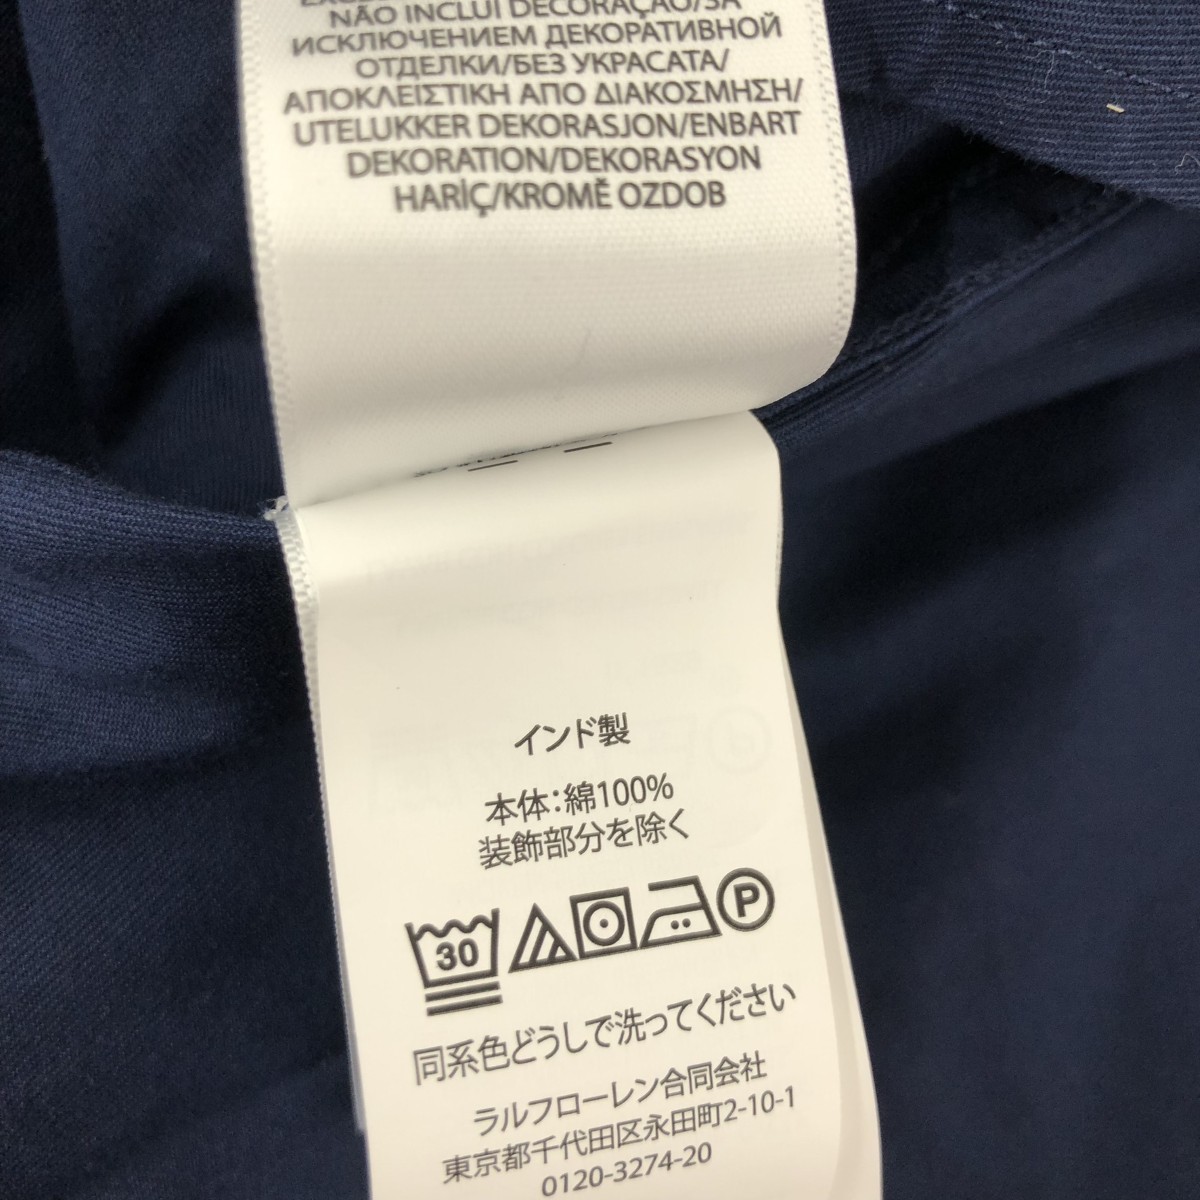 NÃO INCLUI DECORAÇÃO/ЗА
ИСКЛЮЧЕНИЕМ ДЕКОРАТИВНОЙ
ОТДЕЛКИ/БЕЗ УКРАСАТА/
ΑΠΟΚΛΕΙΣΤΙΚΗ ΑΠΟ ΔΙΑΚΟΣΜΗΣΗ/
UTELUKKER DEKORASJON/ENBART
DEKORATION/DEKORASYON
HARİÇ/KROMĚ OZDOB
インド製
本体:綿100%
装飾部分を除く
30 P
同系色どうしで洗ってください
ラルフローレン合同会社
東京都千代田区永田町2-10-1
0120-3274-20